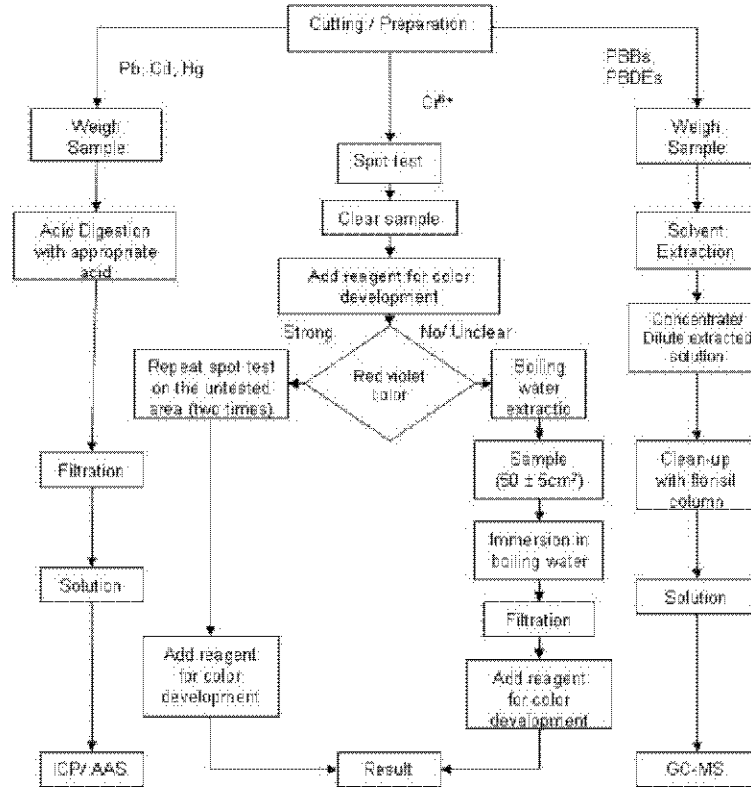 Cutting / Preparation
Pb, Cd, Hg
Cr⁶⁺
PBBs,
PBDEs
Weigh
Sample
Spot test
Weigh
Sample
Clear sample
Acid Digestion
with appropriate
acid
Solvent
Extraction
Add reagent for color
development
Strong
No/ Unclear
Concentrate/
Dilute extracted
solution
Repeat spot test
on the untested
area (two times)
Red violet
color
Boiling
water
extractio
Filtration
Sample
(50 ± 5cm²)
Clean-up
with florisil
column
Immersion in
boiling water
Solution
Solution
Filtration
Add reagent
for color
development
Add reagent
for color
development
ICP/ AAS
Result
GC-MS